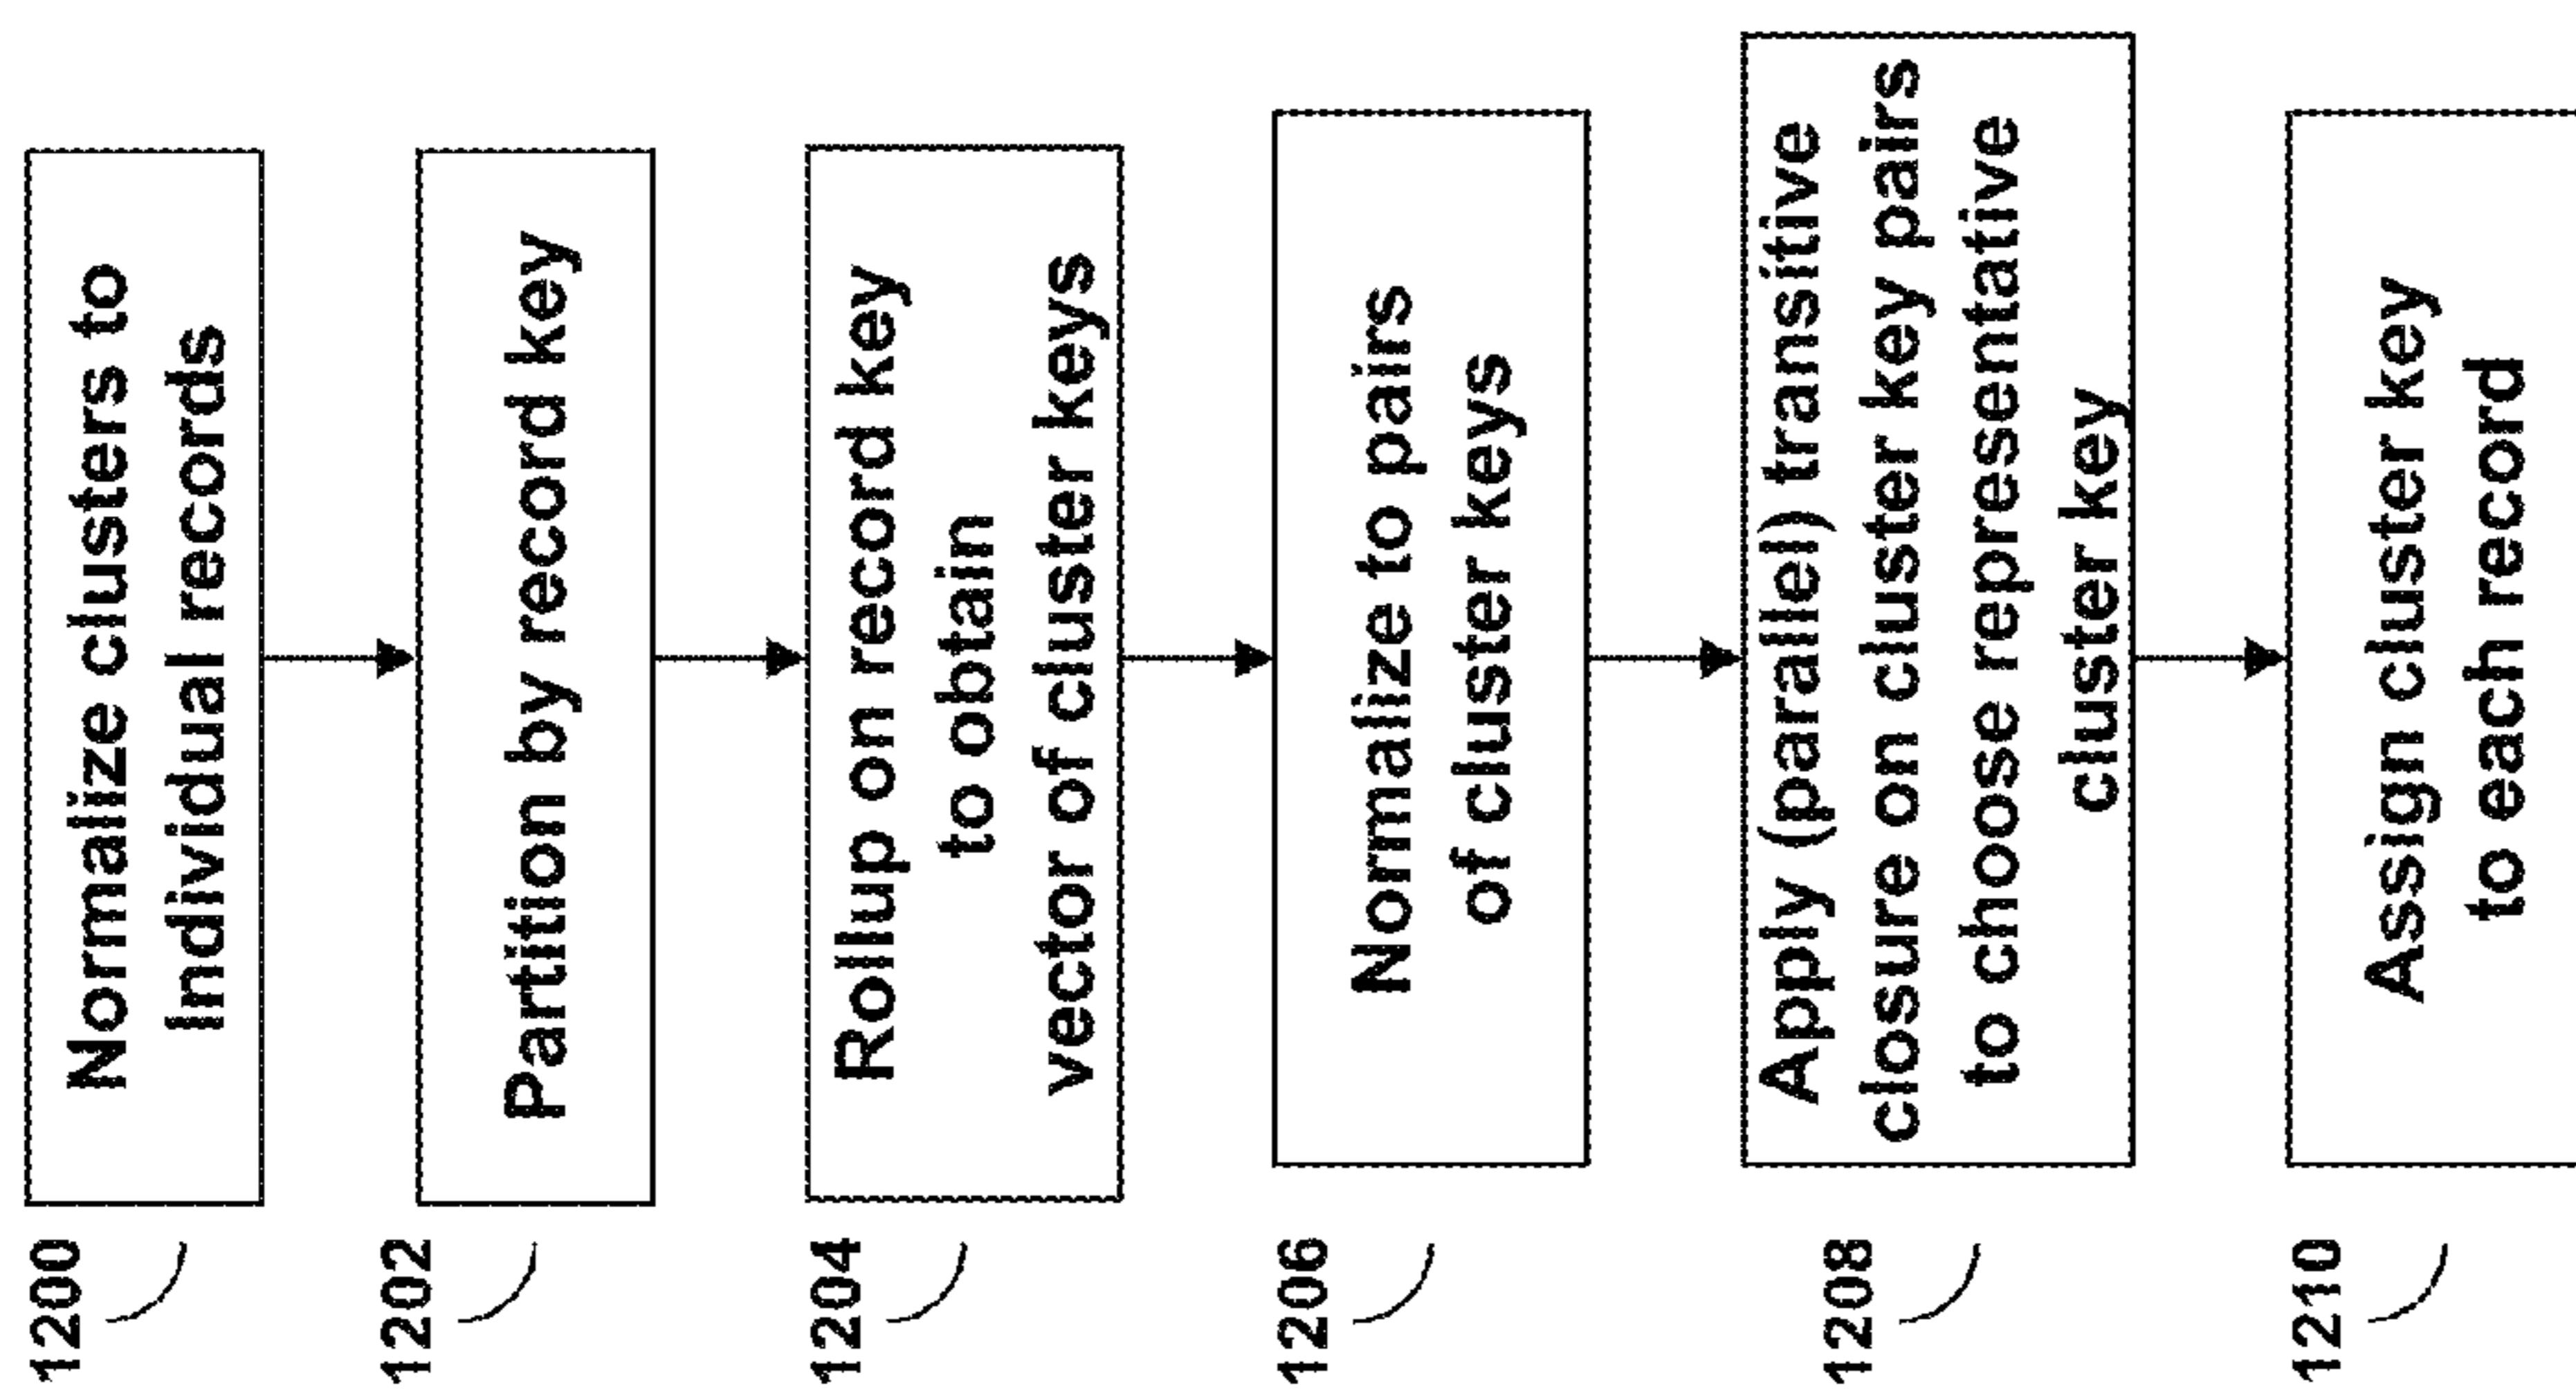 1200
Normalize clusters to
Individual records
1202
Partition by record key
1204
Rollup on record key
to obtain
vector of cluster keys
1206
Normalize to pairs
of cluster keys
1208
Apply (parallel) transitive
closure on cluster key pairs
to choose representative
cluster key
1210
Assign cluster key
to each record